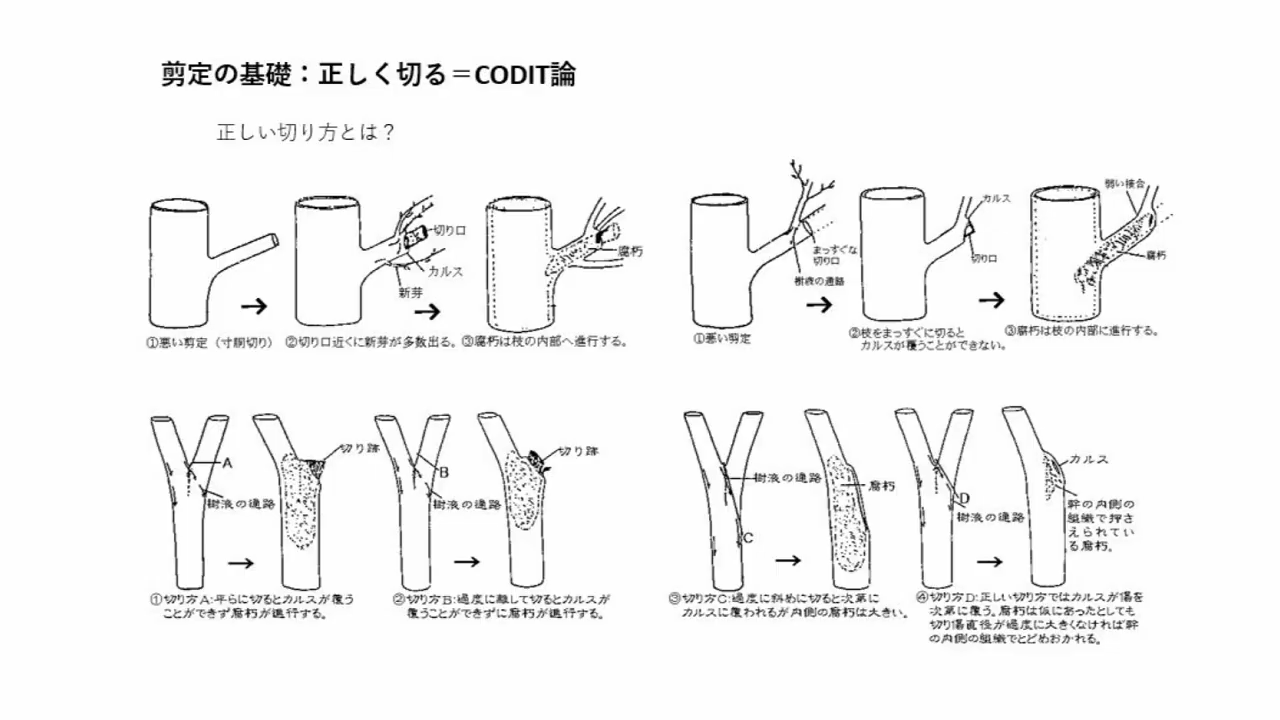 剪定の基礎：正しく切る＝CODIT論
正しい切り方とは？
切り口
カルス
新芽
腐朽
①悪い剪定（寸胴切り）
②切り口近くに新芽が多数出る。
③腐朽は枝の内部へ進行する。
まっすぐな
切り口
樹液の通路
カルス
切り口
弱い接合
腐朽
①悪い剪定
②枝をまっすぐに切ると
カルスが覆うことができない。
③腐朽は枝の内部に進行する。
A
樹液の通路
切り跡
B
樹液の通路
切り跡
①切り方A:平らに切るとカルスが覆う
ことができず腐朽が進行する。
②切り方B:過度に離して切るとカルスが
覆うことができずに腐朽が進行する。
樹液の通路
C
腐朽
D
樹液の通路
カルス
幹の内側の
組織で押さ
えられてい
る腐朽。
③切り方C:過度に斜めに切ると次第に
カルスに覆われるが内側の腐朽は大きい。
④切り方D:正しい切り方ではカルスが傷を
次第に覆う。腐朽は仮にあったとしても
切り傷直径が過度に大きくなければ幹
の内側の組織でとどめおかれる。